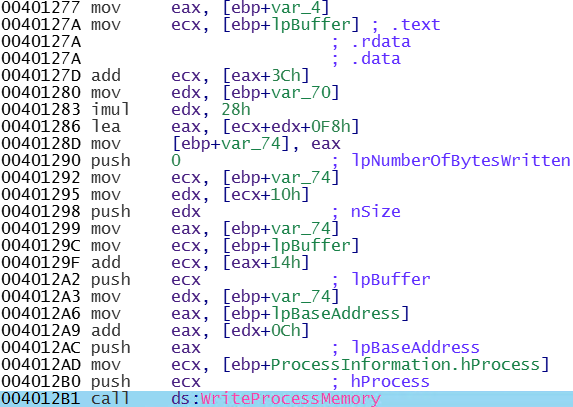 00401277 mov eax, [ebp+var_4]
0040127A mov ecx, [ebp+lpBuffer] ; .text
0040127A ; .rdata
0040127A ; .data
0040127D add ecx, [eax+3Ch]
00401280 mov edx, [ebp+var_70]
00401283 imul edx, 28h
00401286 lea eax, [ecx+edx+0F8h]
0040128D mov [ebp+var_74], eax
00401290 push 0 ; lpNumberOfBytesWritten
00401292 mov ecx, [ebp+var_74]
00401295 mov edx, [ecx+10h]
00401298 push edx ; nSize
00401299 mov eax, [ebp+var_74]
0040129C mov ecx, [ebp+lpBuffer]
0040129F add ecx, [eax+14h]
004012A2 push ecx ; lpBuffer
004012A3 mov edx, [ebp+var_74]
004012A6 mov eax, [ebp+lpBaseAddress]
004012A9 add eax, [edx+0Ch]
004012AC push eax ; lpBaseAddress
004012AD mov ecx, [ebp+ProcessInformation.hProcess]
004012B0 push ecx ; hProcess
004012B1 call ds:WriteProcessMemory